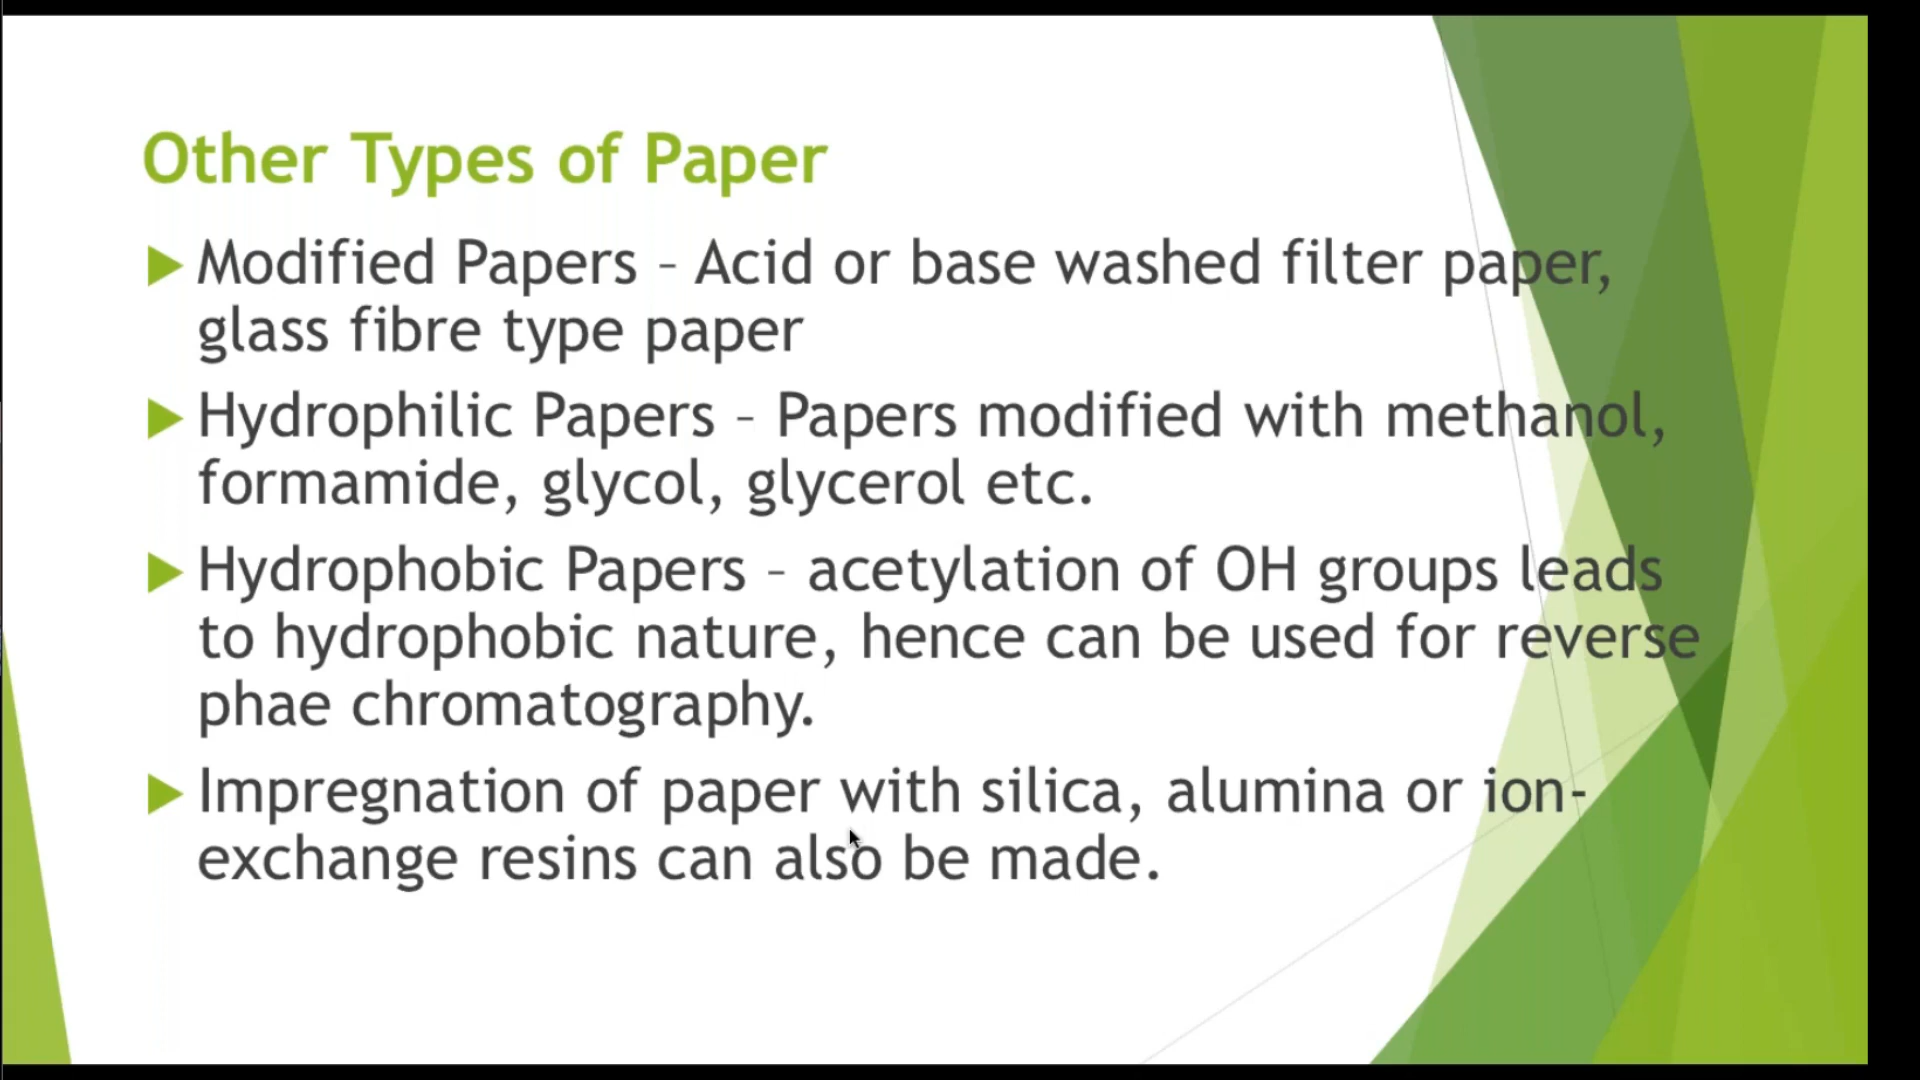 Other Types of Paper
Modified Papers – Acid or base washed filter paper,
glass fibre type paper
Hydrophilic Papers – Papers modified with methanol,
formamide, glycol, glycerol etc.
Hydrophobic Papers – acetylation of OH groups leads
to hydrophobic nature, hence can be used for reverse
phae chromatography.
Impregnation of paper with silica, alumina or ion-
exchange resins can also be made.